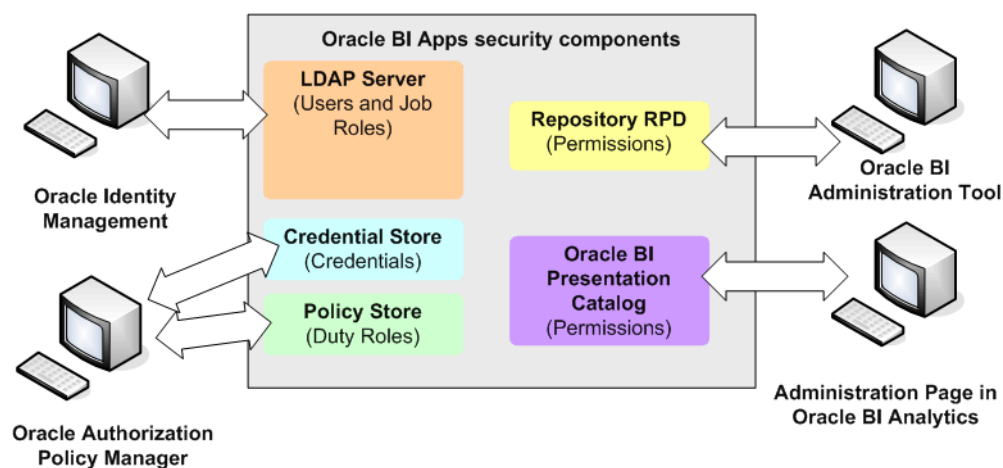 Oracle BI Apps security components
LDAP Server
(Users and Job
Roles)
Repository RPD
(Permissions)
Oracle Identity
Management
Oracle BI
Administration Tool
Credential Store
(Credentials)
Oracle BI
Presentation
Catalog
(Permissions)
Policy Store
(Duty Roles)
Oracle Authorization
Policy Manager
Administration Page in
Oracle BI Analytics